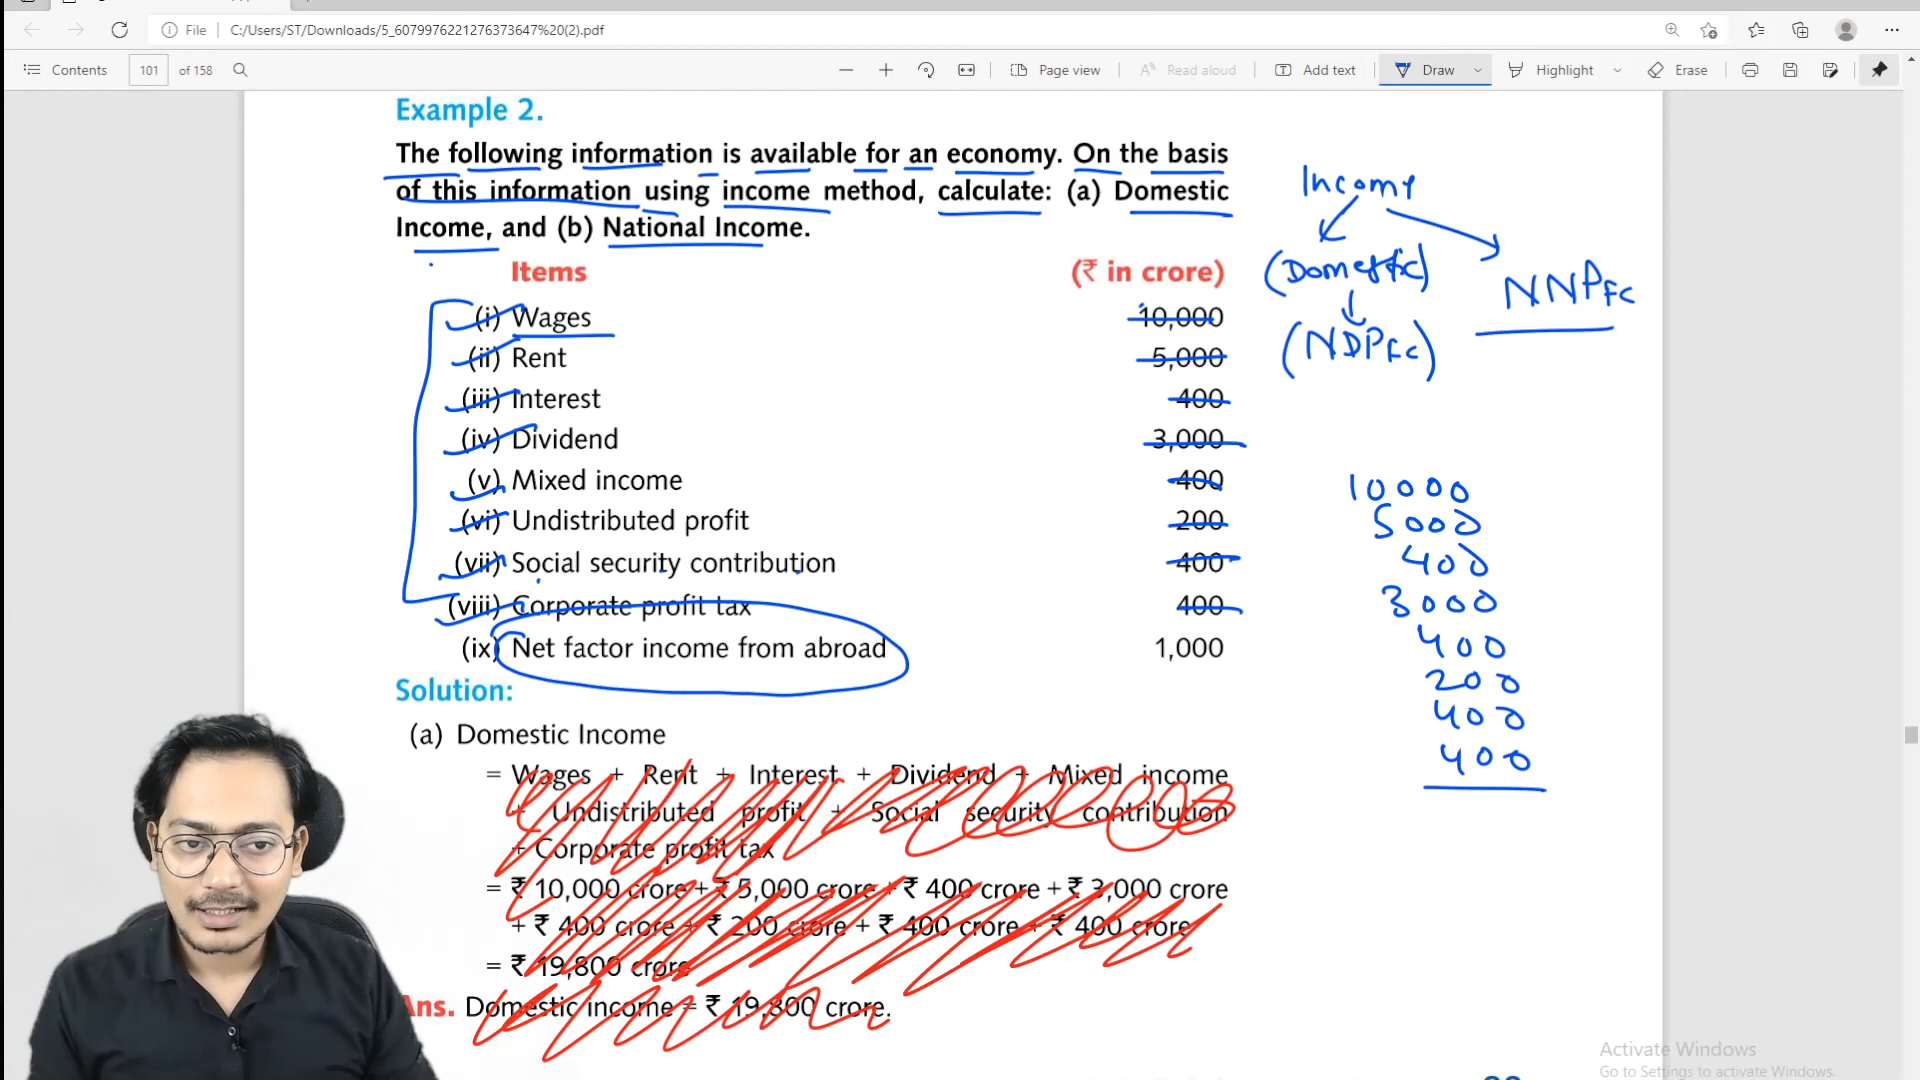 File C:/Users/ST/Downloads/5_6079976221276373647%20(2).pdf
Contents 101 of 158 Page view Read aloud Add text Draw Highlight Erase
Example 2.
The following information is available for an economy. On the basis
of this information using income method, calculate: (a) Domestic
Income, and (b) National Income.
Items (₹ in crore)
(i) Wages 10,000
(ii) Rent 5,000
(iii) Interest 400
(iv) Dividend 3,000
(v) Mixed income 400
(vi) Undistributed profit 200
(vii) Social security contribution 400
(viii) Corporate profit tax 400
(ix) Net factor income from abroad 1,000
Solution:
(a) Domestic Income
= Wages + Rent + Interest + Dividend + Mixed income
+ Undistributed profit + Social security contribution
+ Corporate profit tax
= ₹ 10,000 crore + ₹ 5,000 crore + ₹ 400 crore + ₹ 3,000 crore
+ ₹ 400 crore + ₹ 200 crore + ₹ 400 crore + ₹ 400 crore
= ₹ 19,800 crore
Ans. Domestic income = ₹ 19,800 crore.
Income
(Domestic)
NNPFC
(NDPFC)
10000
5000
400
3000
400
200
400
400
Activate Windows
Go to Settings to activate Windows.